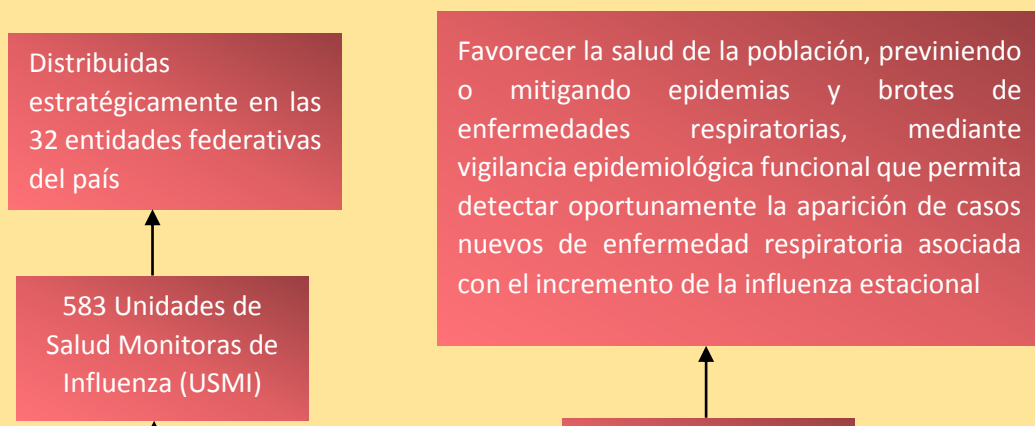 Distribuidas
estratégicamente en las
32 entidades federativas
del país
583 Unidades de
Salud Monitoras de
Influenza (USMI)
Favorecer la salud de la población, previniendo
o mitigando epidemias y brotes de
enfermedades respiratorias, mediante
vigilancia epidemiológica funcional que permita
detectar oportunamente la aparición de casos
nuevos de enfermedad respiratoria asociada
con el incremento de la influenza estacional